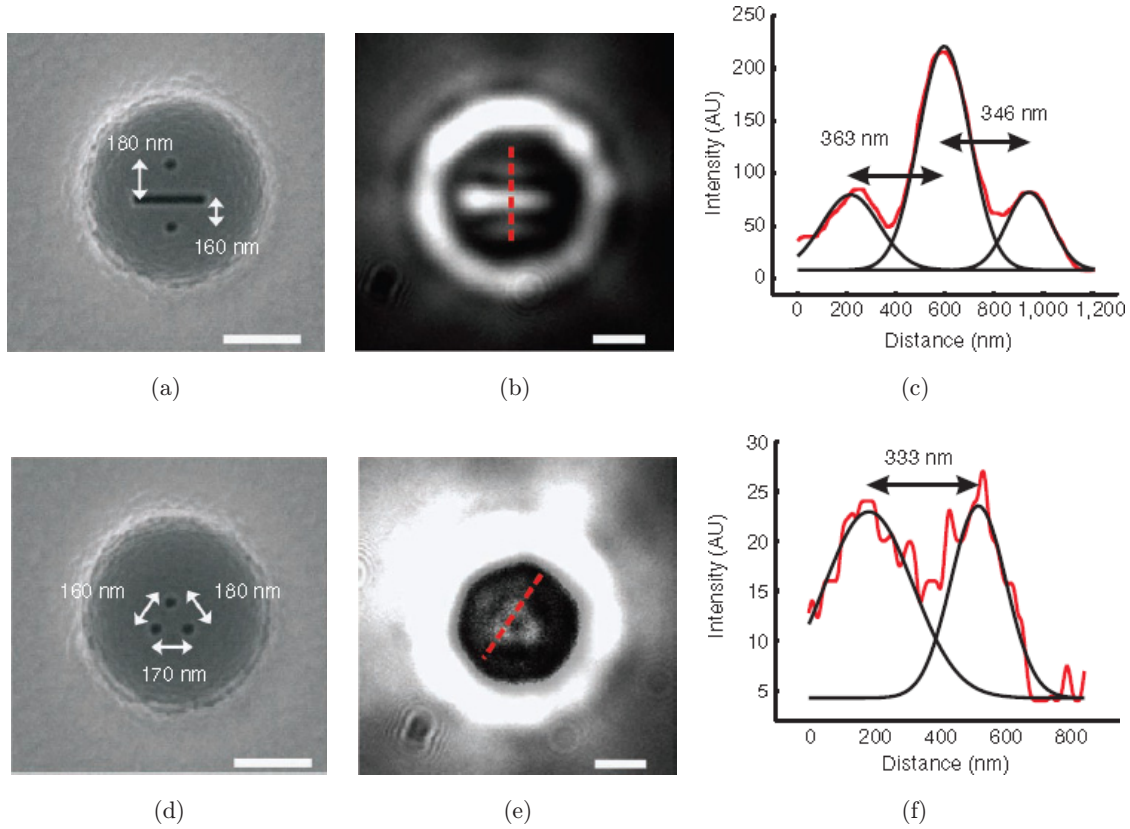 180 nm
160 nm
(a)
(b)
250
200
150
100
50
0
Intensity (AU)
363 nm
346 nm
0 200 400 600 800 1,000 1,200
Distance (nm)
(c)
160 nm
180 nm
170 nm
(d)
(e)
30
25
20
15
10
5
Intensity (AU)
333 nm
0 200 400 600 800
Distance (nm)
(f)